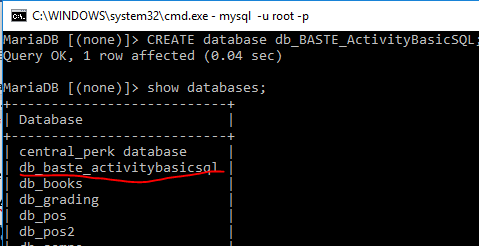 C:\WINDOWS\system32\cmd.exe - mysql -u root -p
MariaDB [(none)]> CREATE database db_BASTE_ActivityBasicSQL;
Query OK, 1 row affected (0.04 sec)
MariaDB [(none)]> show databases;
+----------------------------+
| Database |
+----------------------------+
| central_perk database |
| db_baste_activitybasicsql |
| db_books |
| db_grading |
| db_pos |
| db_pos2 |